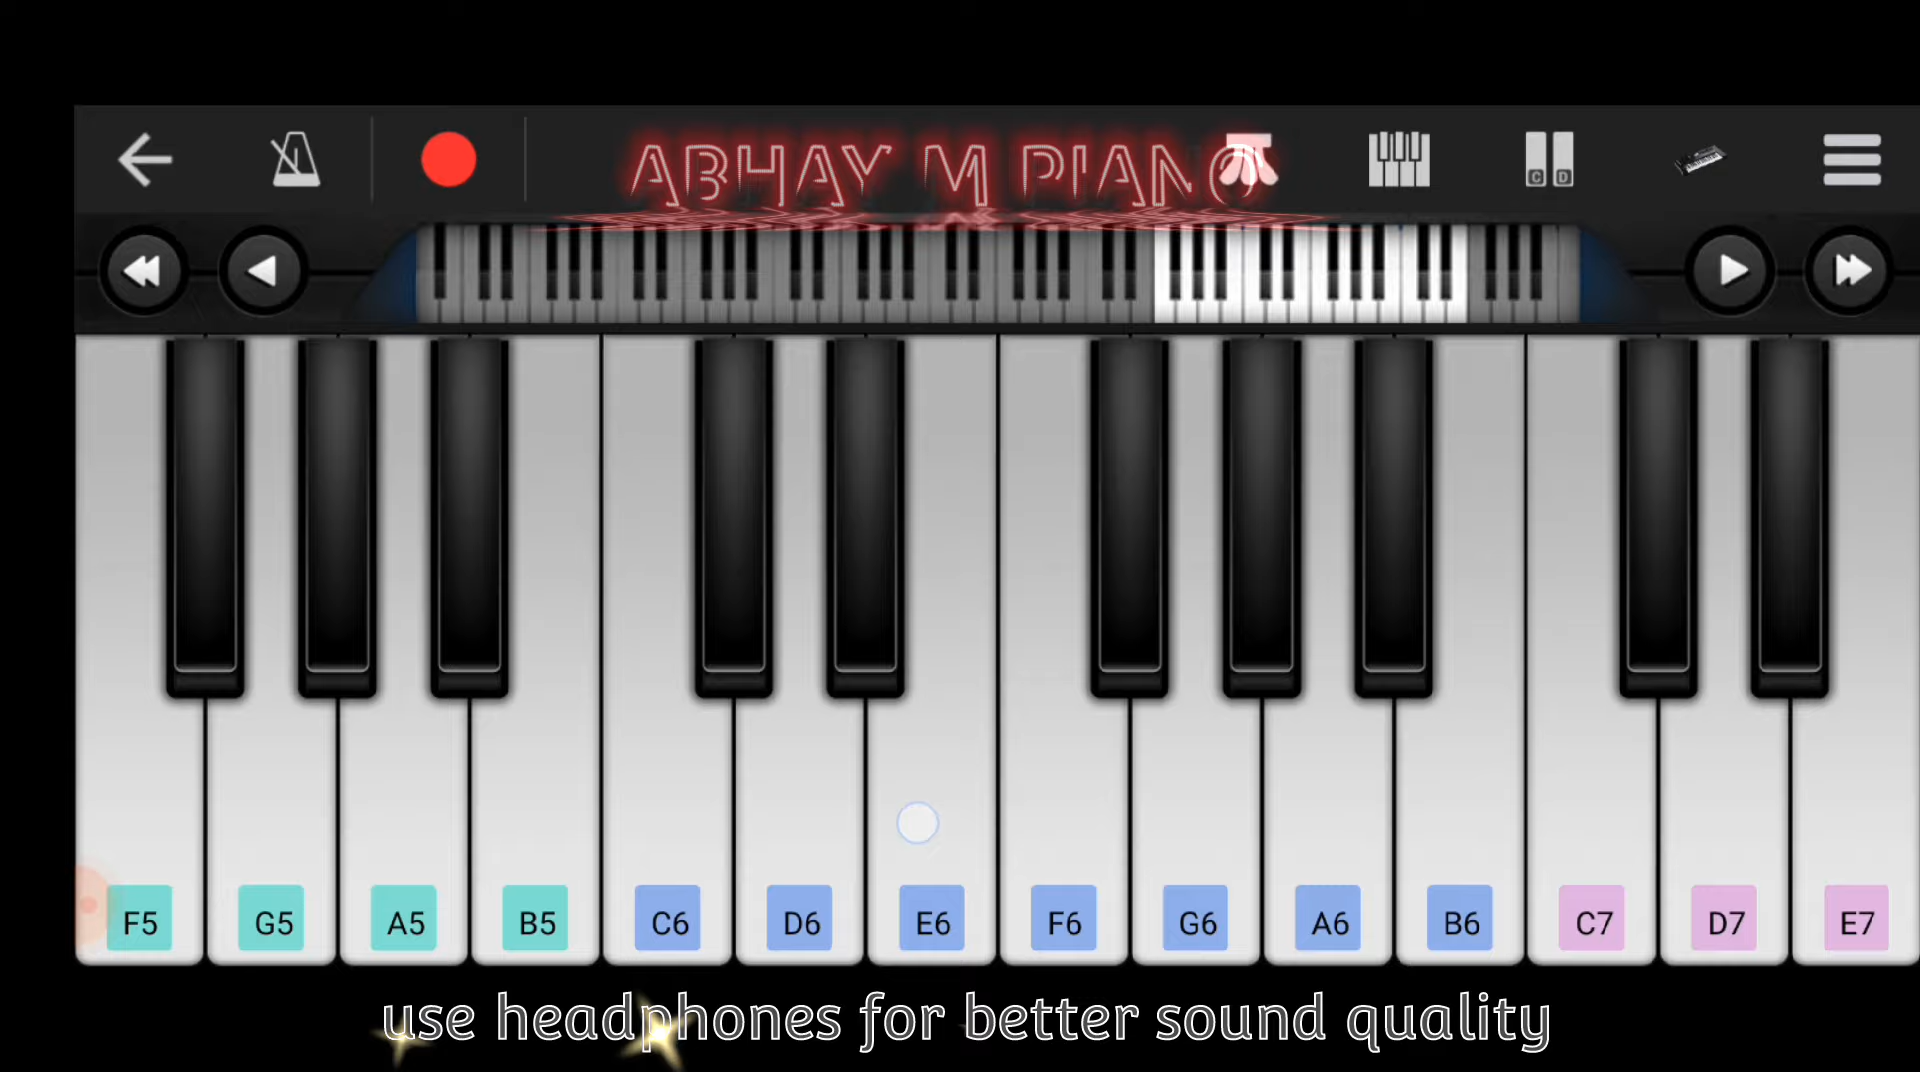 ABHAY M PIANO
C D
F5 G5 A5 B5 C6 D6 E6 F6 G6 A6 B6 C7 D7 E7
use headphones for better sound quality